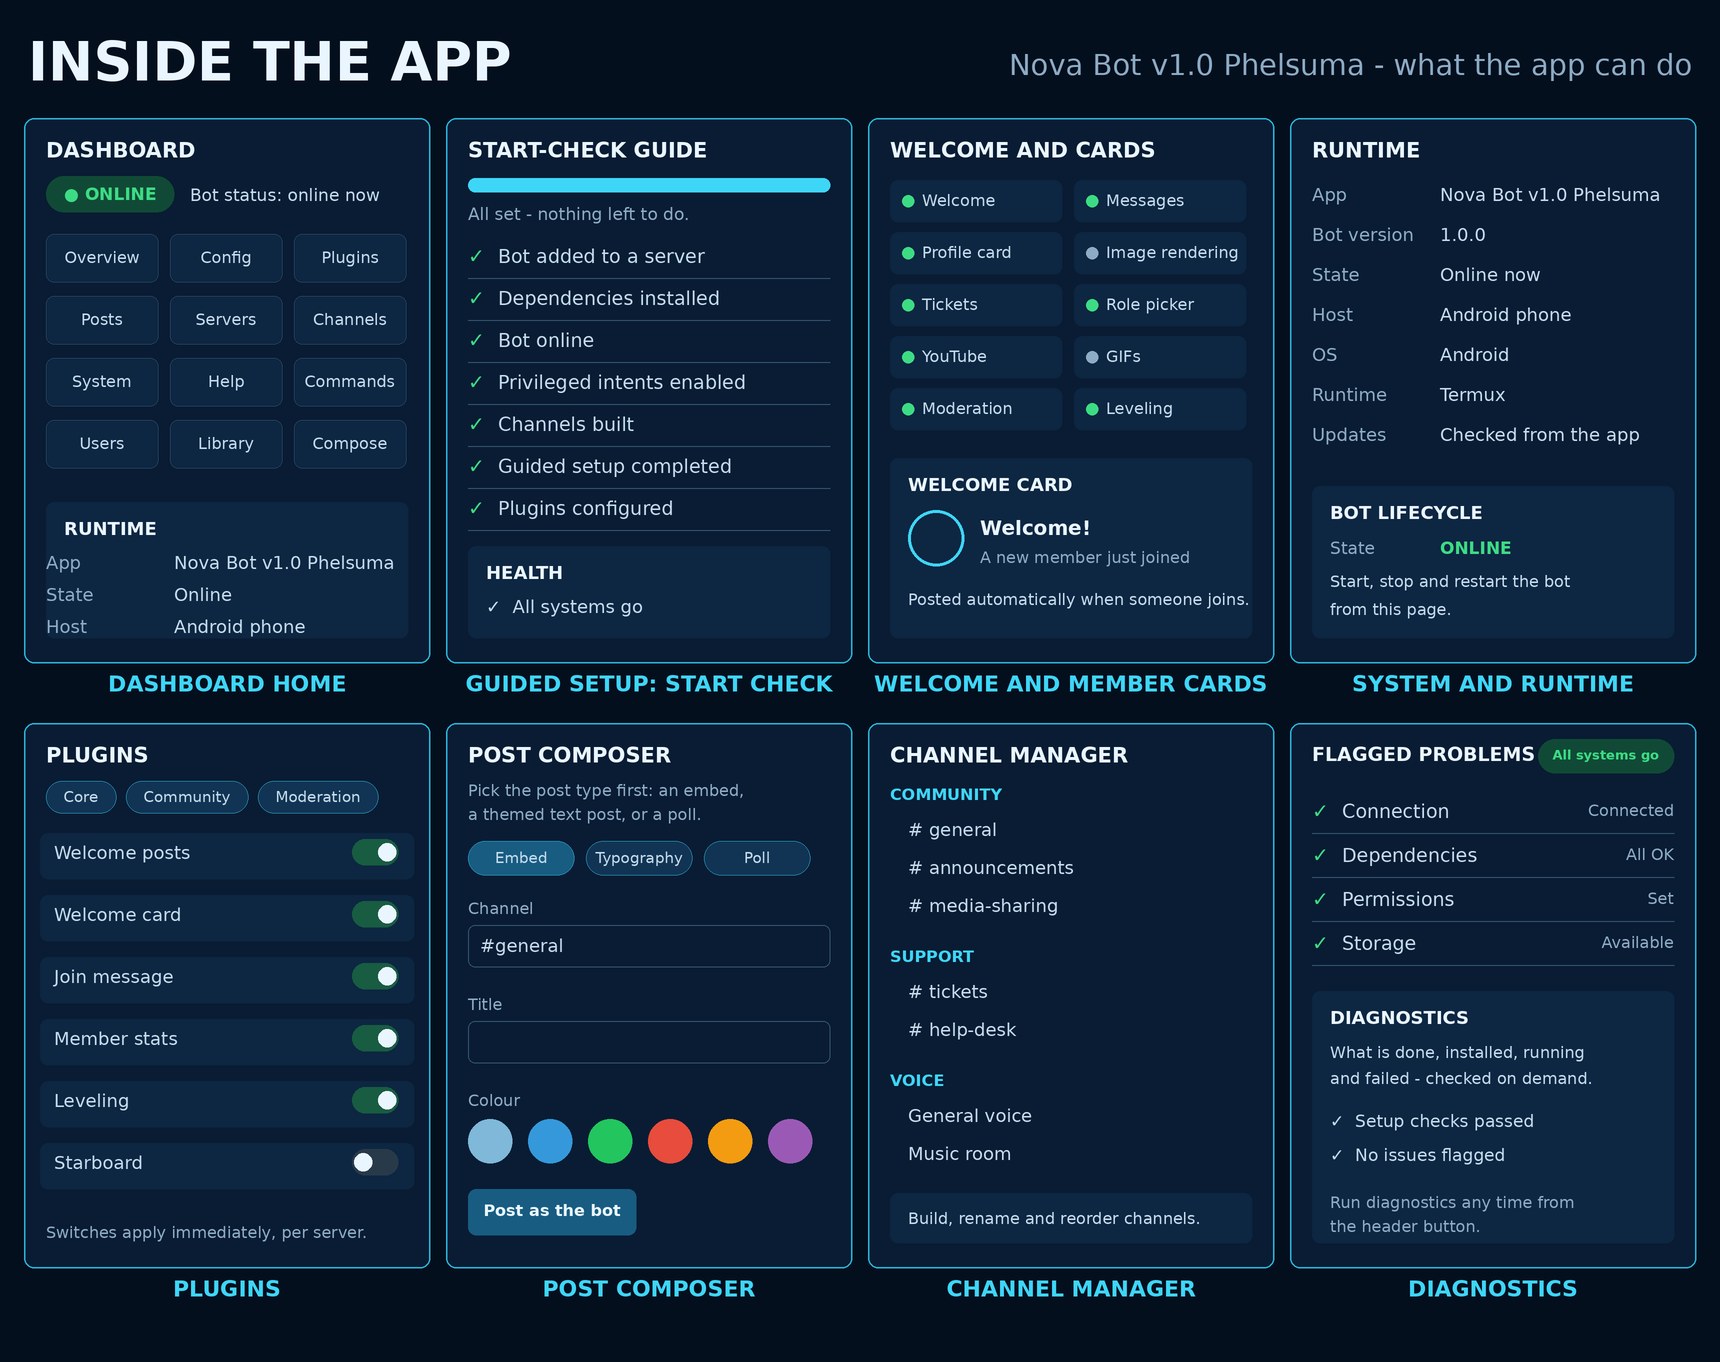 INSIDE THE APP
Nova Bot v1.0 Phelsuma - what the app can do
DASHBOARD
ONLINE Bot status: online now
Overview Config Plugins
Posts Servers Channels
System Help Commands
Users Library Compose
RUNTIME
App Nova Bot v1.0 Phelsuma
State Online
Host Android phone
DASHBOARD HOME
START-CHECK GUIDE
All set - nothing left to do.
✓ Bot added to a server
✓ Dependencies installed
✓ Bot online
✓ Privileged intents enabled
✓ Channels built
✓ Guided setup completed
✓ Plugins configured
HEALTH
✓ All systems go
GUIDED SETUP: START CHECK
WELCOME AND CARDS
Welcome Messages
Profile card Image rendering
Tickets Role picker
YouTube GIFs
Moderation Leveling
WELCOME CARD
Welcome!
A new member just joined
Posted automatically when someone joins.
WELCOME AND MEMBER CARDS
RUNTIME
App Nova Bot v1.0 Phelsuma
Bot version 1.0.0
State Online now
Host Android phone
OS Android
Runtime Termux
Updates Checked from the app
BOT LIFECYCLE
State ONLINE
Start, stop and restart the bot
from this page.
SYSTEM AND RUNTIME
PLUGINS
Core Community Moderation
Welcome posts
Welcome card
Join message
Member stats
Leveling
Starboard
Switches apply immediately, per server.
PLUGINS
POST COMPOSER
Pick the post type first: an embed,
a themed text post, or a poll.
Embed Typography Poll
Channel
#general
Title
Colour
Post as the bot
POST COMPOSER
CHANNEL MANAGER
COMMUNITY
# general
# announcements
# media-sharing
SUPPORT
# tickets
# help-desk
VOICE
General voice
Music room
Build, rename and reorder channels.
CHANNEL MANAGER
FLAGGED PROBLEMS All systems go
✓ Connection Connected
✓ Dependencies All OK
✓ Permissions Set
✓ Storage Available
DIAGNOSTICS
What is done, installed, running
and failed - checked on demand.
✓ Setup checks passed
✓ No issues flagged
Run diagnostics any time from
the header button.
DIAGNOSTICS